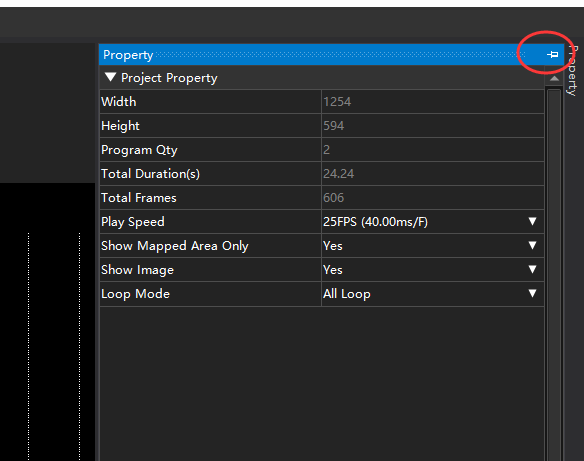 Property
Project Property
Width 1254
Height 594
Program Qty 2
Total Duration(s) 24.24
Total Frames 606
Play Speed 25FPS (40.00ms/F)
Show Mapped Area Only Yes
Show Image Yes
Loop Mode All Loop
Property